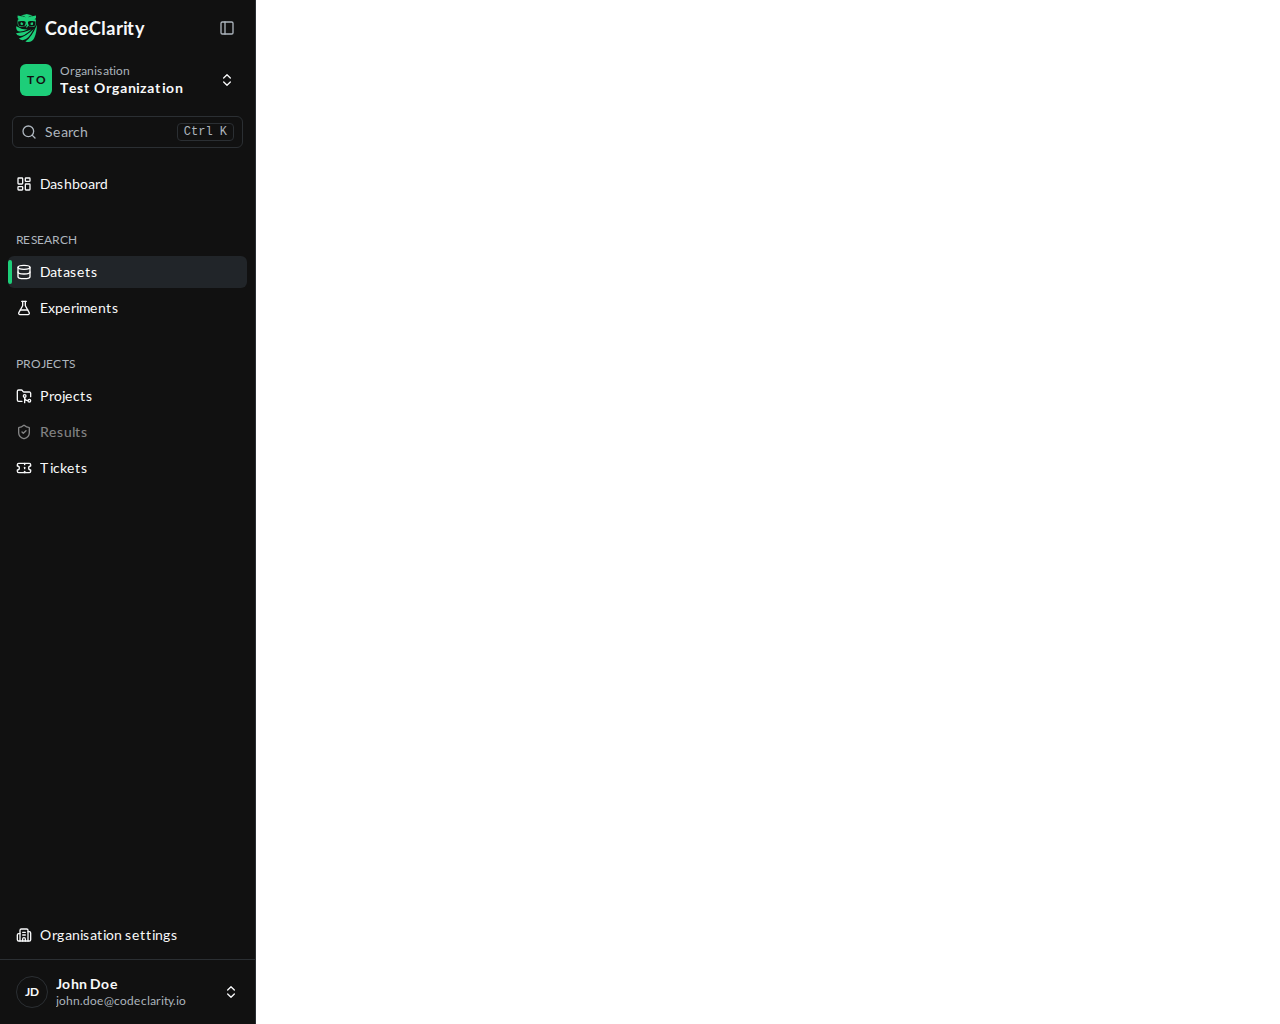 CodeClarity
TO
Organisation
Test Organization
Search
Ctrl K
Dashboard
RESEARCH
Datasets
Experiments
PROJECTS
Projects
Results
Tickets
Organisation settings
JD
John Doe
john.doe@codeclarity.io